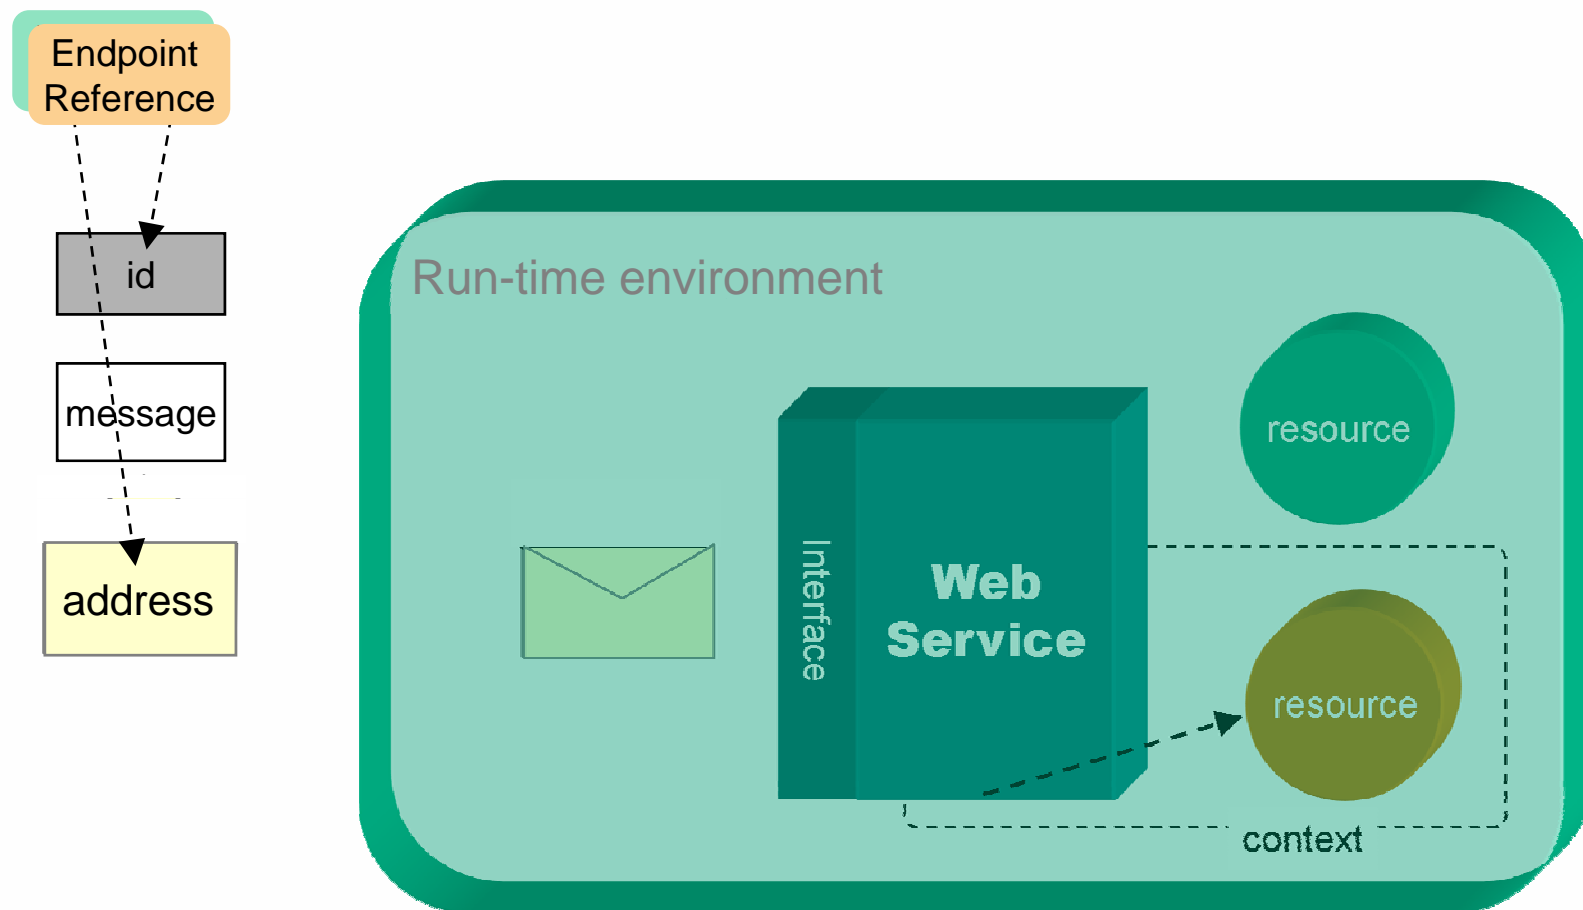 Endpoint
Reference
id
message
address
Run-time environment
Interface
Web
Service
resource
resource
context